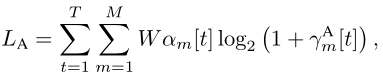 L_A = \sum_{t=1}^{T} \sum_{m=1}^{M} W \alpha_m[t] \log_2 \left( 1 + \gamma_m^A[t] \right),